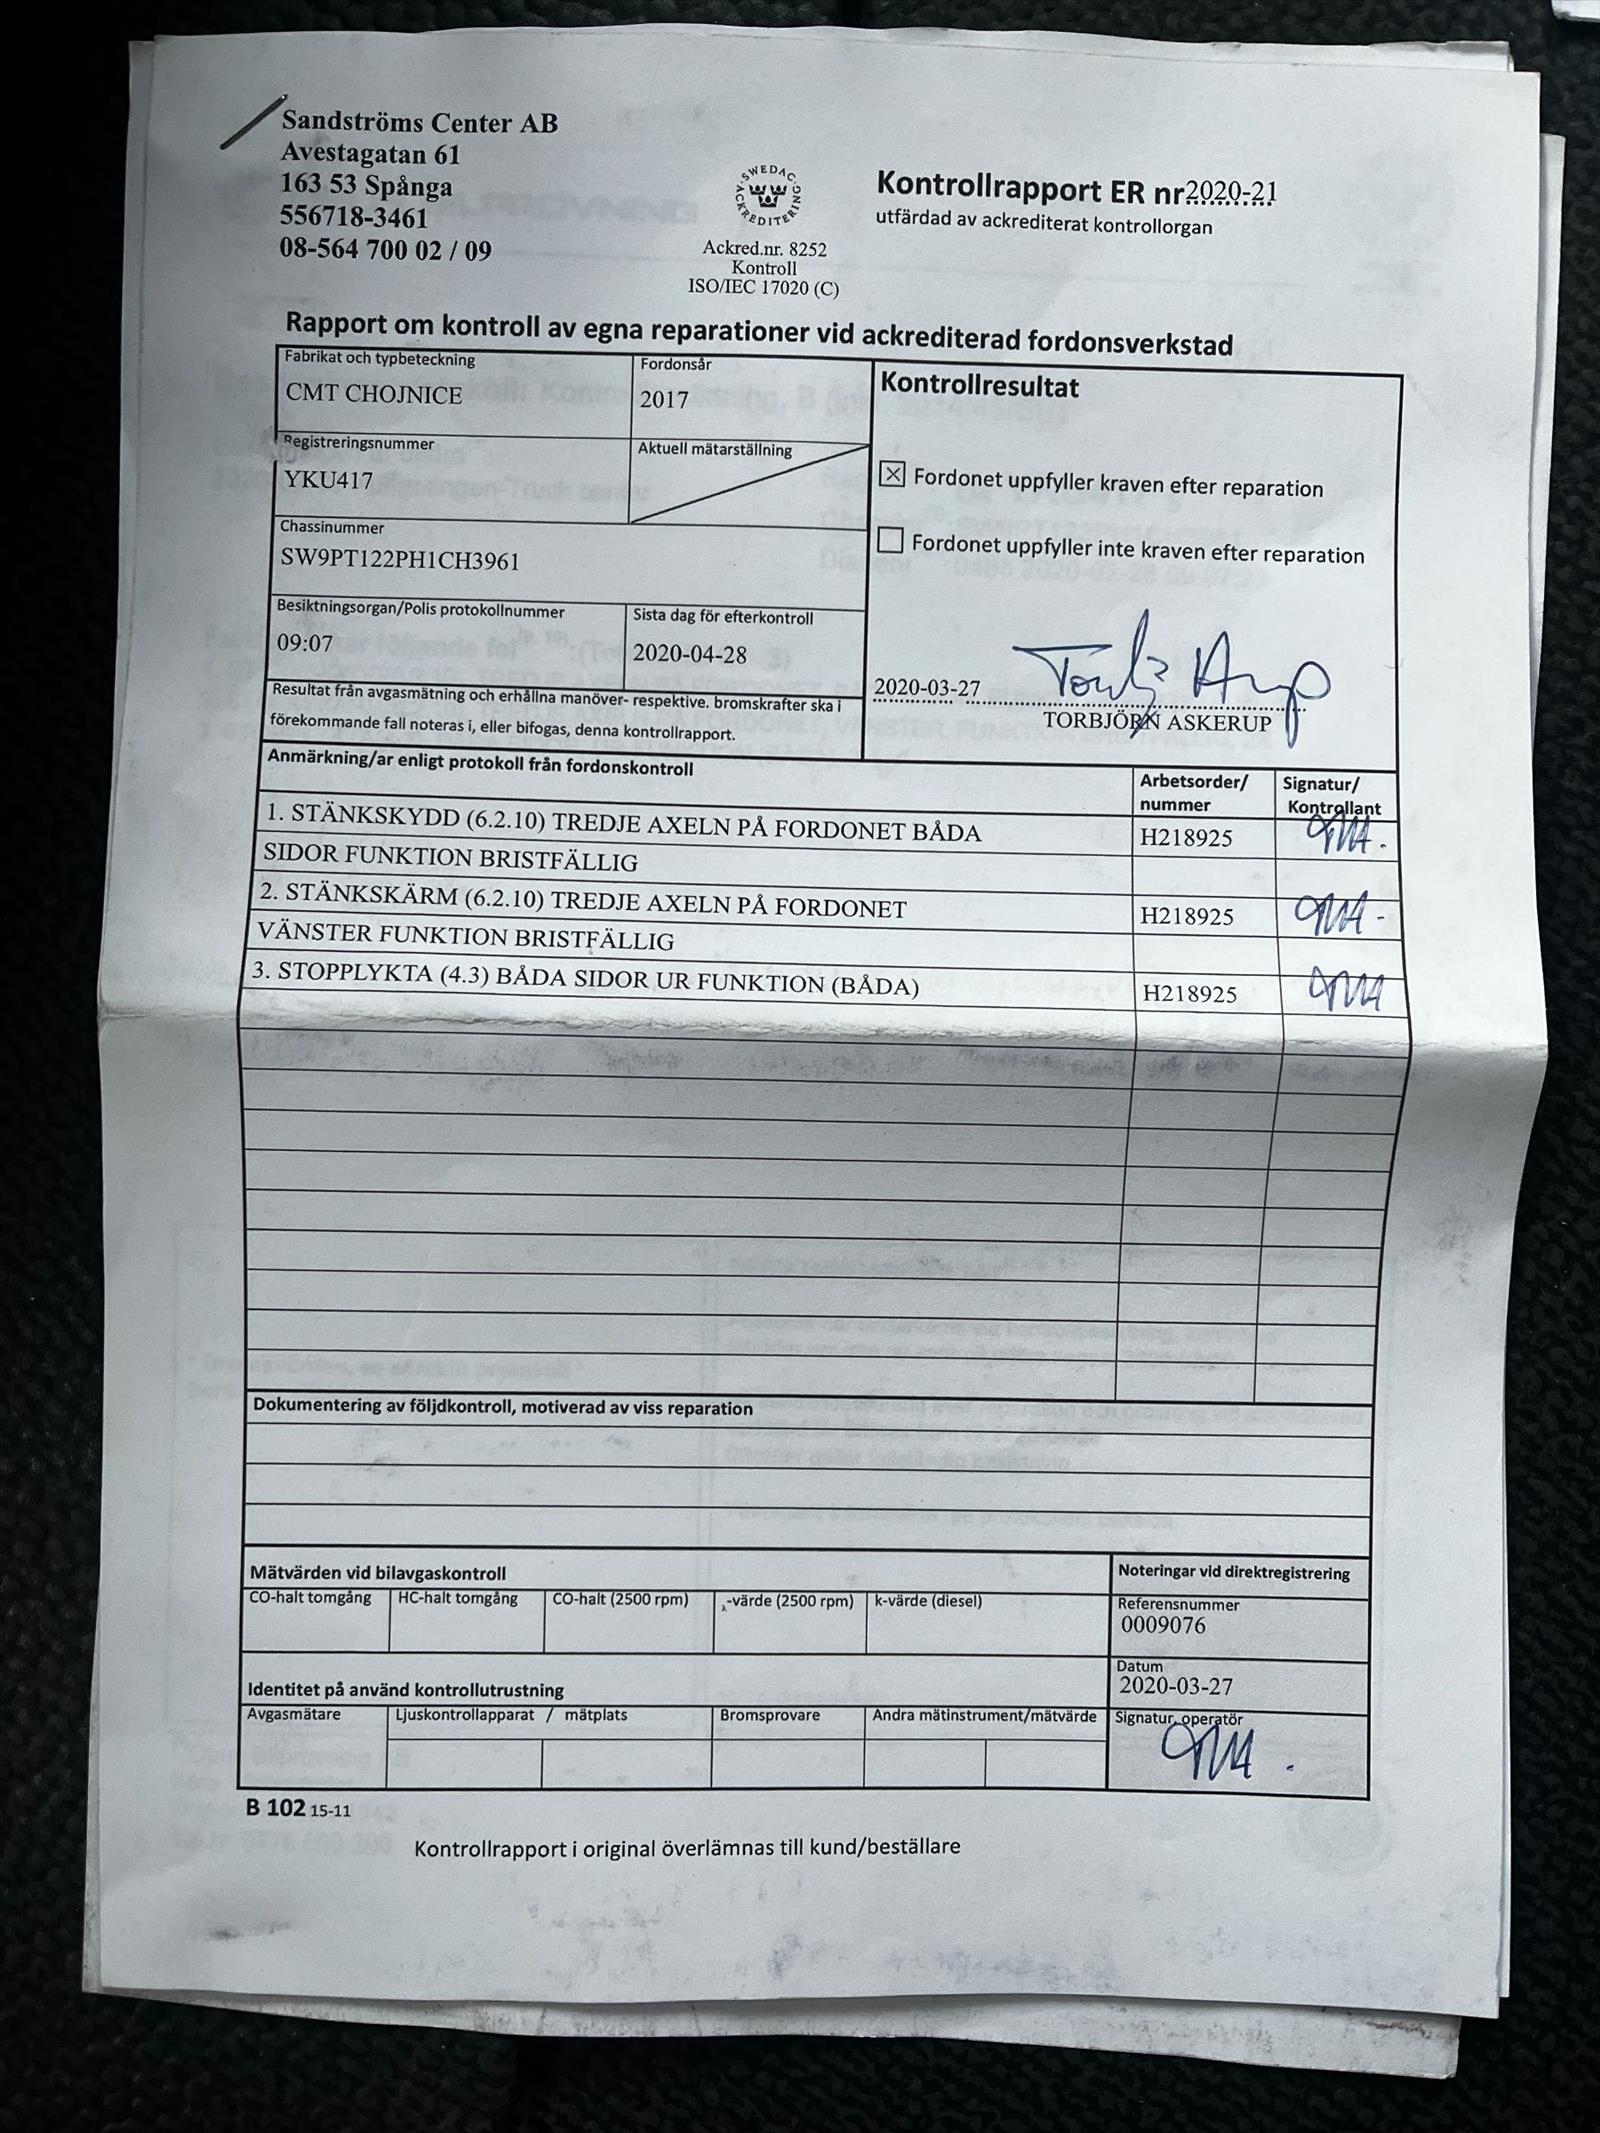 Sandströms Center AB
Avestagatan 61
163 53 Spånga
556718-3461
08-564 700 02 / 09
SWEDAC
ACKREDITERING
Ackred.nr. 8252
Kontroll
ISO/IEC 17020 (C)
Kontrollrapport ER nr 2020-21
utfärdad av ackrediterat kontrollorgan
Rapport om kontroll av egna reparationer vid ackrediterad fordonsverkstad
Fabrikat och typbeteckning
CMT CHOJNICE
Fordonsår
2017
Registreringsnummer
YKU417
Aktuell mätarställning
Chassinummer
SW9PT122PH1CH3961
Besiktningsorgan/Polis protokollnummer
09:07
Sista dag för efterkontroll
2020-04-28
Resultat från avgasmätning och erhållna manöver- respektive. bromskrafter ska i
förekommande fall noteras i, eller bifogas, denna kontrollrapport.
Kontrollresultat
Fordonet uppfyller kraven efter reparation
Fordonet uppfyller inte kraven efter reparation
2020-03-27
TORBJÖRN ASKERUP
Anmärkning/ar enligt protokoll från fordonskontroll
Arbetsorder/
nummer
Signatur/
Kontrollant
1. STÄNKSKYDD (6.2.10) TREDJE AXELN PÅ FORDONET BÅDA H218925
SIDOR FUNKTION BRISTFÄLLIG
2. STÄNKSKÄRM (6.2.10) TREDJE AXELN PÅ FORDONET H218925
VÄNSTER FUNKTION BRISTFÄLLIG
3. STOPPLYKTA (4.3) BÅDA SIDOR UR FUNKTION (BÅDA) H218925
Dokumentering av följdkontroll, motiverad av viss reparation
Mätvärden vid bilavgaskontroll
CO-halt tomgång HC-halt tomgång CO-halt (2500 rpm) λ-värde (2500 rpm) k-värde (diesel)
Noteringar vid direktregistrering
Referensnummer
0009076
Datum
2020-03-27
Identitet på använd kontrollutrustning
Avgasmätare Ljuskontrollapparat / mätplats Bromsprovare Andra mätinstrument/mätvärde
Signatur, operatör
B 102 15-11
Kontrollrapport i original överlämnas till kund/beställare